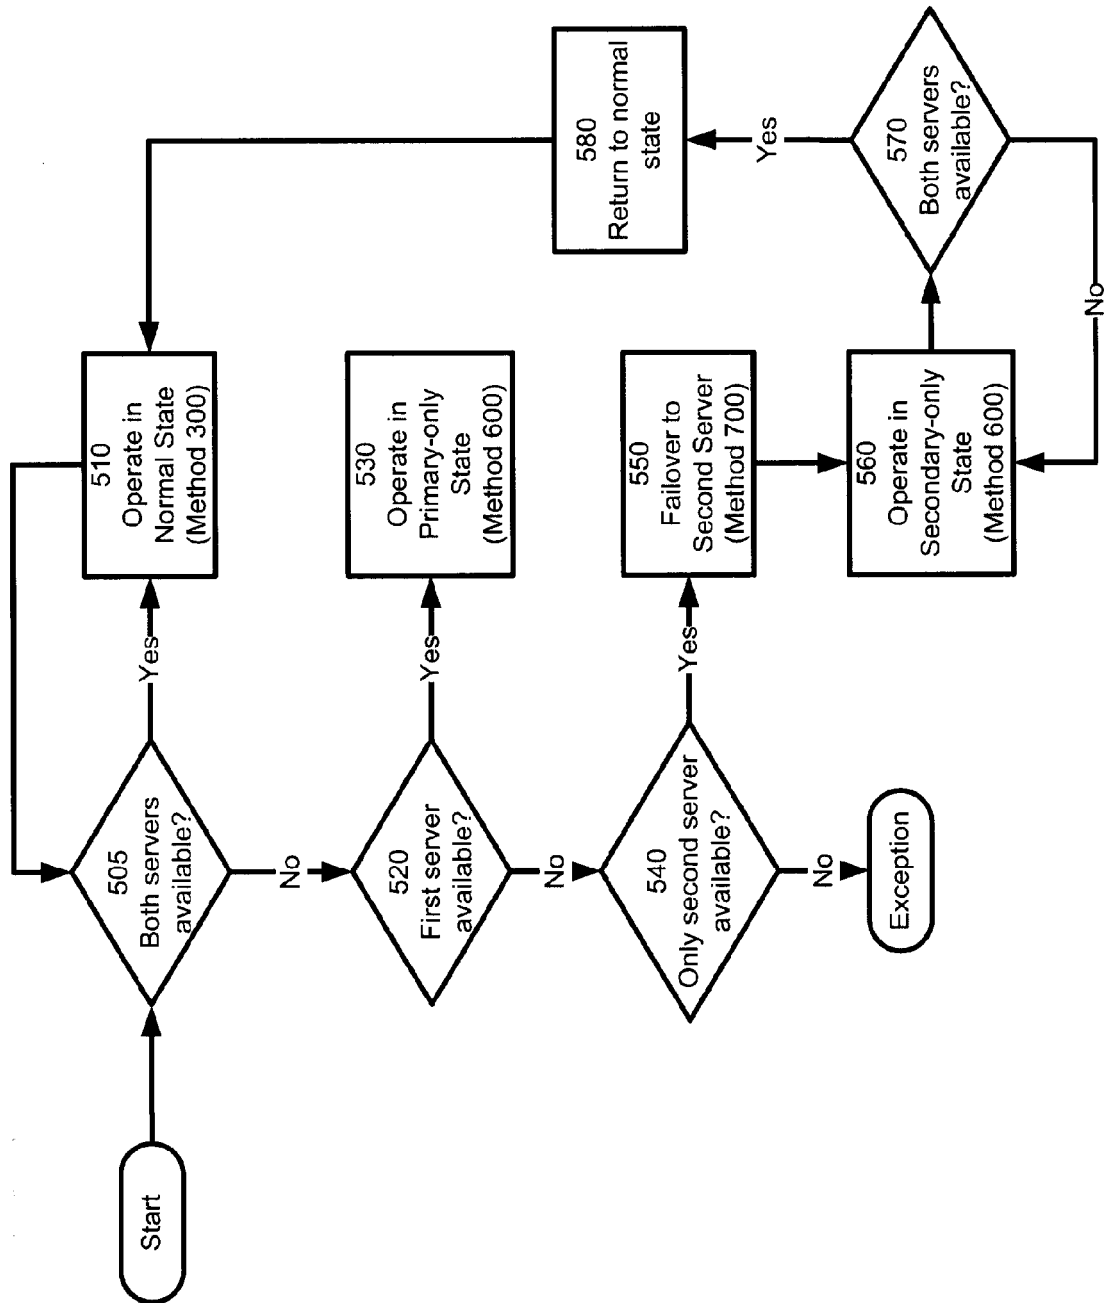 Start
505
Both servers
available?
Yes
510
Operate in
Normal State
(Method 300)
No
520
First server
available?
Yes
530
Operate in
Primary-only
State
(Method 600)
No
540
Only second server
available?
Yes
550
Failover to
Second Server
(Method 700)
No
Exception
560
Operate in
Secondary-only
State
(Method 600)
570
Both servers
available?
Yes
No
580
Return to normal
state